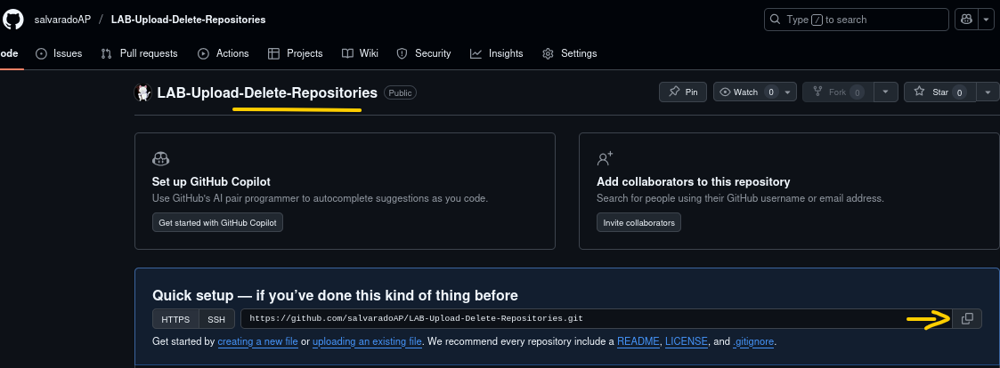 salvaradoAP / LAB-Upload-Delete-Repositories Type / to search
ode Issues Pull requests Actions Projects Wiki Security Insights Settings
LAB-Upload-Delete-Repositories Public Pin Watch 0 Fork 0 Star 0
Set up GitHub Copilot
Use GitHub's AI pair programmer to autocomplete suggestions as you code.
Get started with GitHub Copilot
Add collaborators to this repository
Search for people using their GitHub username or email address.
Invite collaborators
Quick setup — if you’ve done this kind of thing before
HTTPS SSH https://github.com/salvaradoAP/LAB-Upload-Delete-Repositories.git
Get started by creating a new file or uploading an existing file. We recommend every repository include a README, LICENSE, and .gitignore.